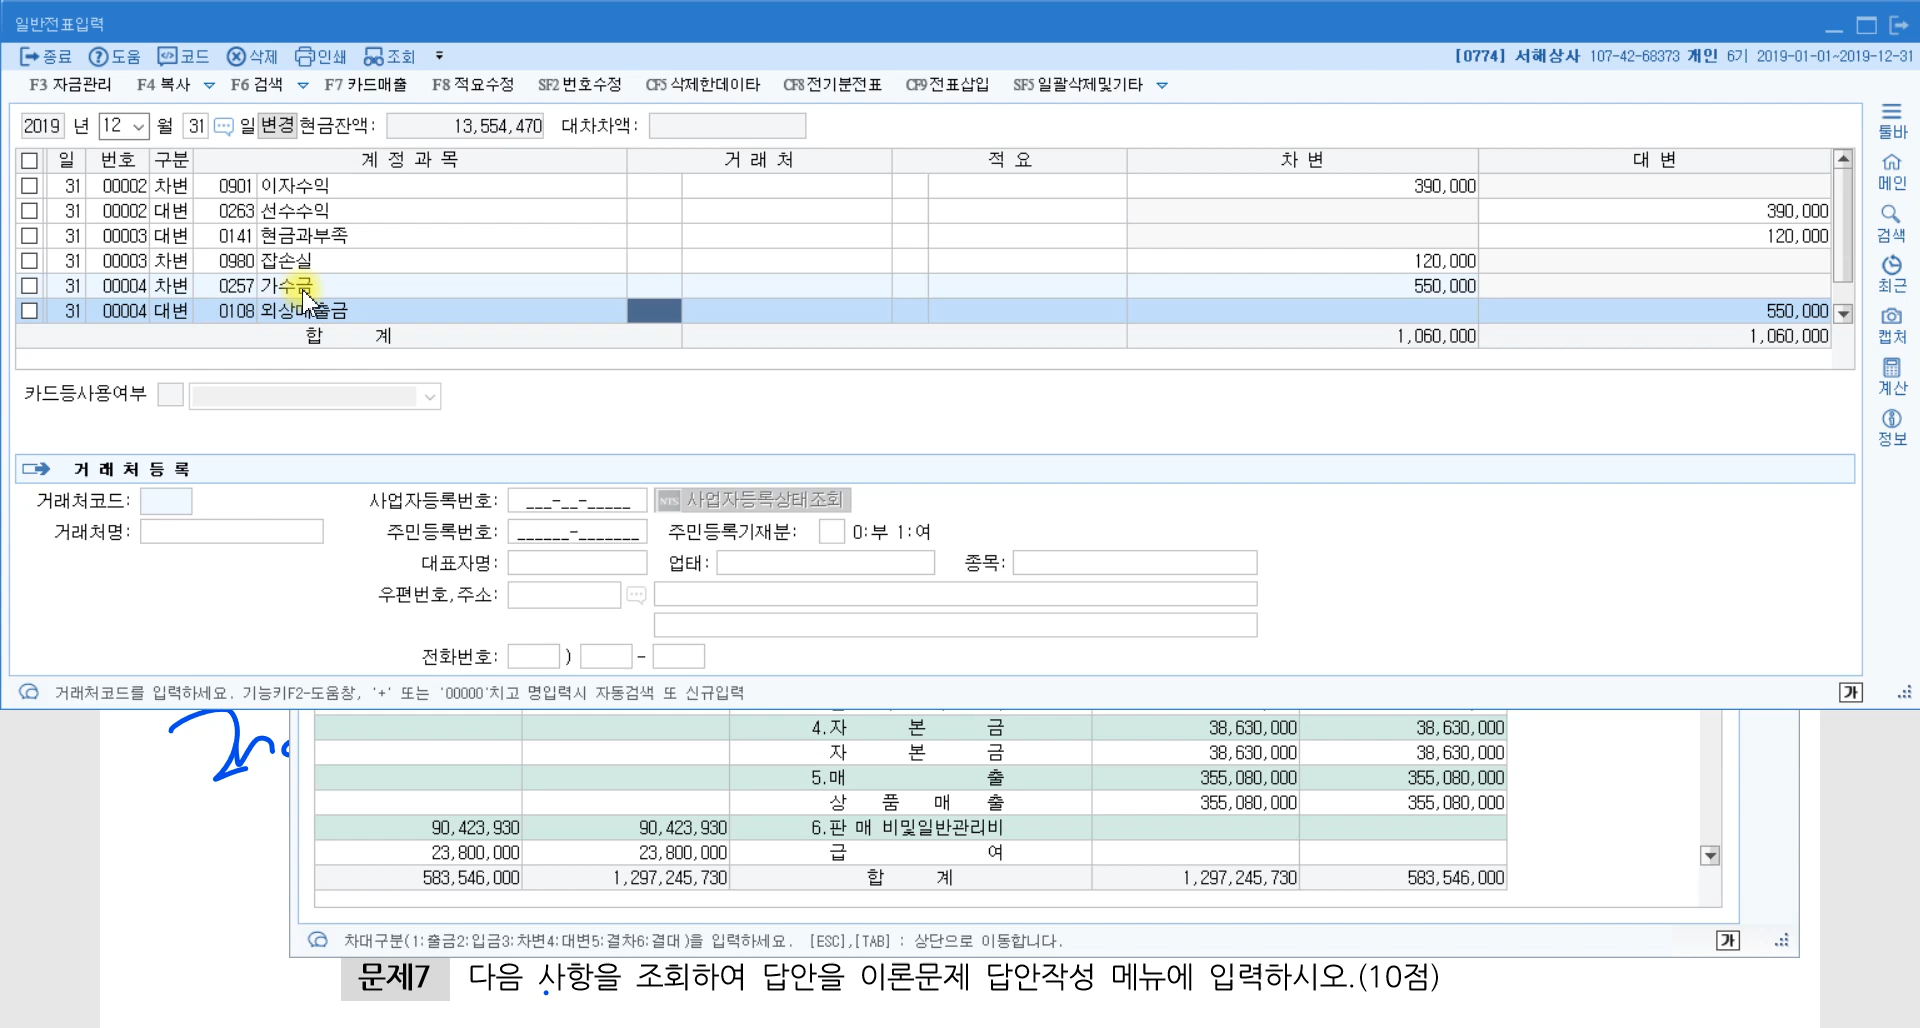 일반전표입력
종료 도움 코드 삭제 인쇄 조회 [0774] 서해상사 107-42-68373 개인 6기 2019-01-01~2019-12-31
F3 자금관리 F4 복사 F6 검색 F7 카드매출 F8 적요수정 SF2 번호수정 CF5 삭제한데이타 CF8 전기분전표 CF9 전표삽입 SF5 일괄삭제및기타
2019 년 12 월 31 일 변경 현금잔액: 13,554,470 대차차액:
일 번호 구분 계 정 과 목 거 래 처 적 요 차 변 대 변
31 00002 차변 0901 이자수익 390,000
31 00002 대변 0263 선수수익 390,000
31 00003 대변 0141 현금과부족 120,000
31 00003 차변 0980 잡손실 120,000
31 00004 차변 0257 가수금 550,000
31 00004 대변 0108 외상매출금 550,000
합 계 1,060,000 1,060,000
카드등사용여부
거 래 처 등 록
거래처코드: 사업자등록번호: ___-__-_____ NTS 사업자등록상태조회
거래처명: 주민등록번호: ______-_______ 주민등록기재분: 0:부 1:여
대표자명: 업태: 종목:
우편번호,주소:
전화번호: ) -
거래처코드를 입력하세요. 기능키F2-도움창, '+' 또는 '00000'치고 명입력시 자동검색 또 신규입력 가
툴바
메인
검색
최근
캡처
계산
정보
4.자 본 금 38,630,000 38,630,000
자 본 금 38,630,000 38,630,000
5.매 출 355,080,000 355,080,000
상 품 매 출 355,080,000 355,080,000
90,423,930 90,423,930 6.판 매 비및일반관리비
23,800,000 23,800,000 급 여
583,546,000 1,297,245,730 합 계 1,297,245,730 583,546,000
차대구분(1:출금2:입금3:차변4:대변5:결차6:결대)을 입력하세요. [ESC],[TAB] : 상단으로 이동합니다. 가
문제7 다음 사항을 조회하여 답안을 이론문제 답안작성 메뉴에 입력하시오.(10점)